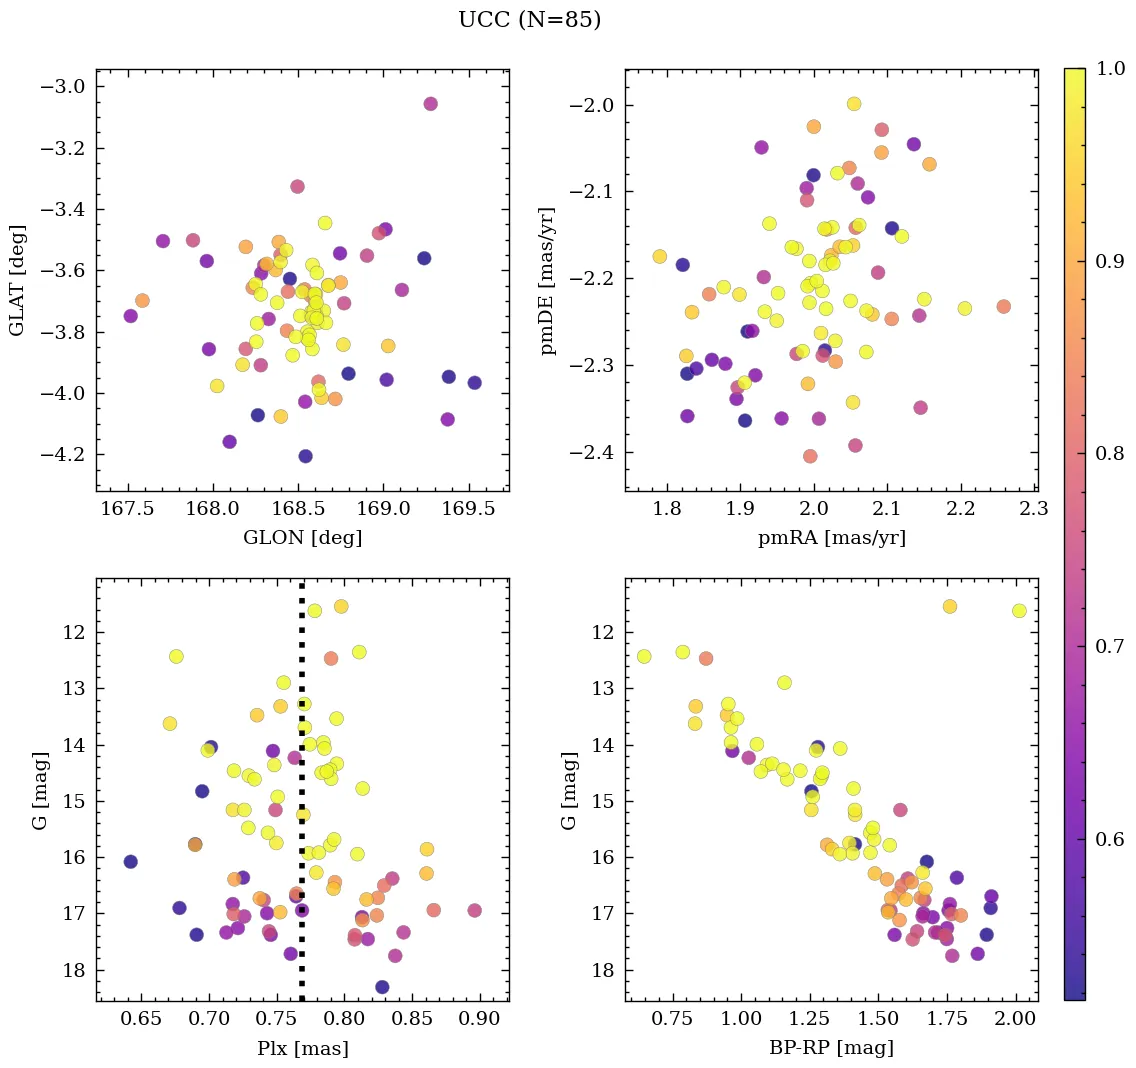 UCC (N=85)
−3.0
−3.2
−3.4
−3.6
−3.8
−4.0
−4.2
GLAT [deg]
167.5 168.0 168.5 169.0 169.5
GLON [deg]
−2.0
−2.1
−2.2
−2.3
−2.4
pmDE [mas/yr]
1.8 1.9 2.0 2.1 2.2 2.3
pmRA [mas/yr]
12
13
14
15
16
17
18
G [mag]
0.65 0.70 0.75 0.80 0.85 0.90
Plx [mas]
12
13
14
15
16
17
18
G [mag]
0.75 1.00 1.25 1.50 1.75 2.00
BP-RP [mag]
1.0
0.9
0.8
0.7
0.6